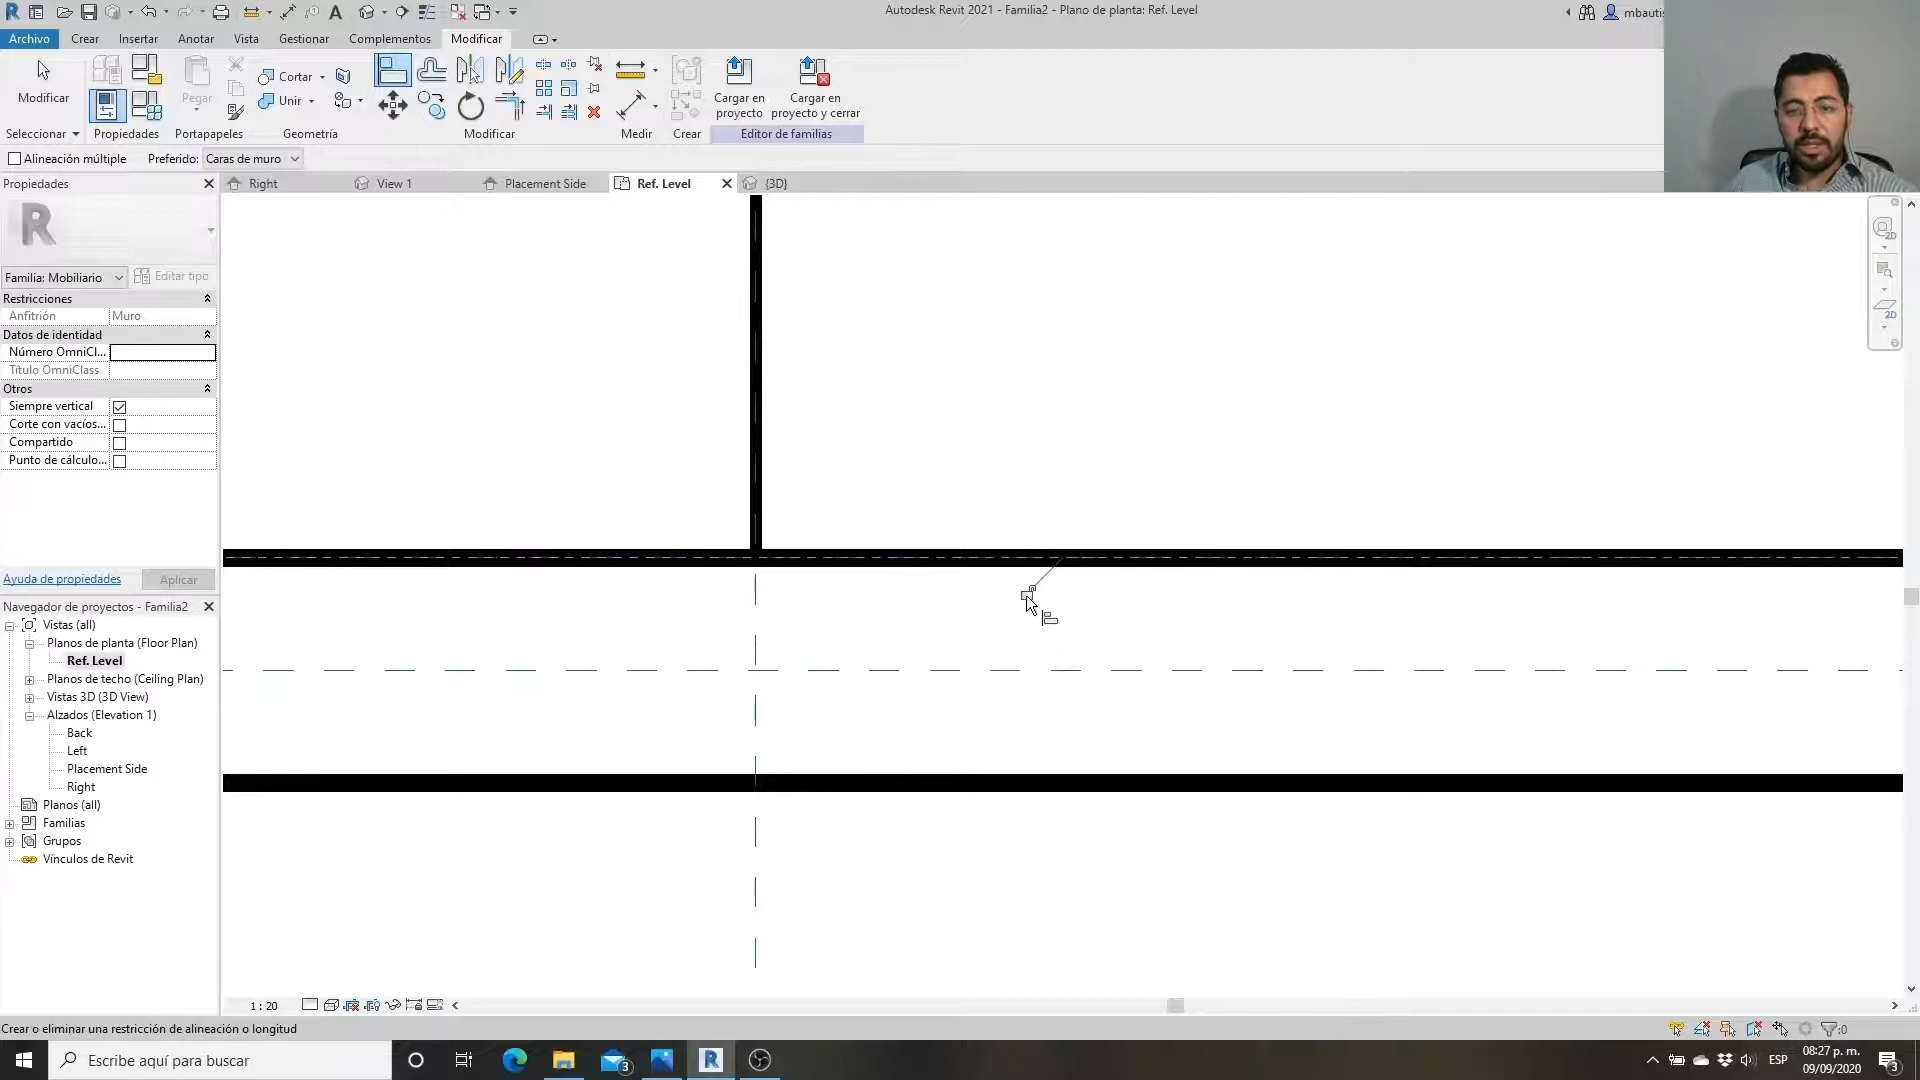 Autodesk Revit 2021 - Familia2 - Plano de planta: Ref. Level
mbautis
Archivo Crear Insertar Anotar Vista Gestionar Complementos Modificar
Modificar
Pegar
Cortar
Unir
Cargar en proyecto
Cargar en proyecto y cerrar
Seleccionar Propiedades Portapapeles Geometría Modificar Medir Crear Editor de familias
Alineación múltiple Preferido: Caras de muro
Propiedades
Right View 1 Placement Side Ref. Level {3D}
R
Familia: Mobiliario Editar tipo
Restricciones
Anfitrión Muro
Datos de identidad
Número OmniCl...
Título OmniClass
Otros
Siempre vertical
Corte con vacíos...
Compartido
Punto de cálculo...
Ayuda de propiedades Aplicar
Navegador de proyectos - Familia2
Vistas (all)
Planos de planta (Floor Plan)
Ref. Level
Planos de techo (Ceiling Plan)
Vistas 3D (3D View)
Alzados (Elevation 1)
Back
Left
Placement Side
Right
Planos (all)
Familias
Grupos
Vínculos de Revit
2D
2D
1 : 20
Crear o eliminar una restricción de alineación o longitud
:0
Escribe aquí para buscar
3
R
ESP
08:27 p. m.
09/09/2020
3